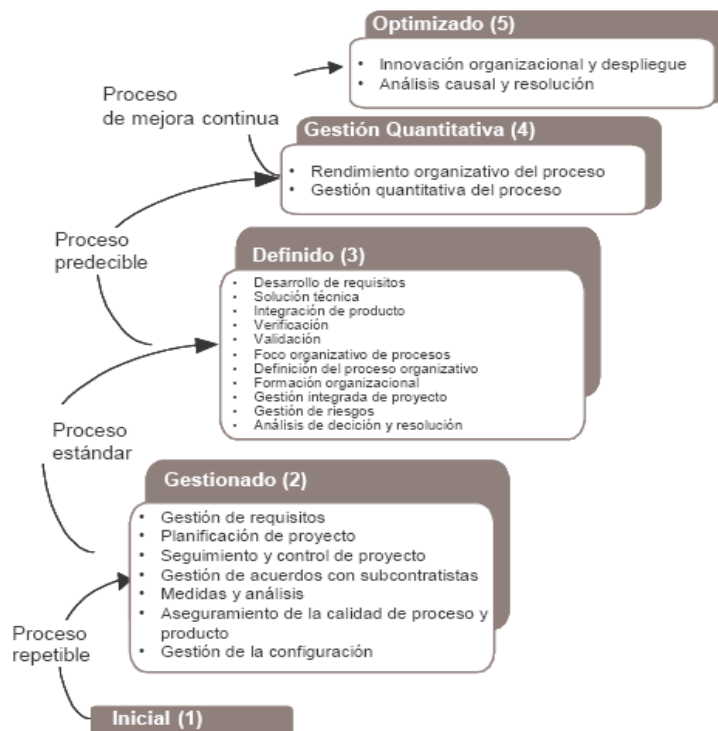 Optimizado (5)
• Innovación organizacional y despliegue
• Análisis causal y resolución
Proceso
de mejora continua
Gestión Quantitativa (4)
• Rendimiento organizativo del proceso
• Gestión quantitativa del proceso
Proceso
predecible
Definido (3)
• Desarrollo de requisitos
• Solución técnica
• Integración de producto
• Verificación
• Validación
• Foco organizativo de procesos
• Definición del proceso organizativo
• Formación organizacional
• Gestión integrada de proyecto
• Gestión de riesgos
• Análisis de decición y resolución
Proceso
estándar
Gestionado (2)
• Gestión de requisitos
• Planificación de proyecto
• Seguimiento y control de proyecto
• Gestión de acuerdos con subcontratistas
• Medidas y análisis
• Aseguramiento de la calidad de proceso y
producto
• Gestión de la configuración
Proceso
repetible
Inicial (1)